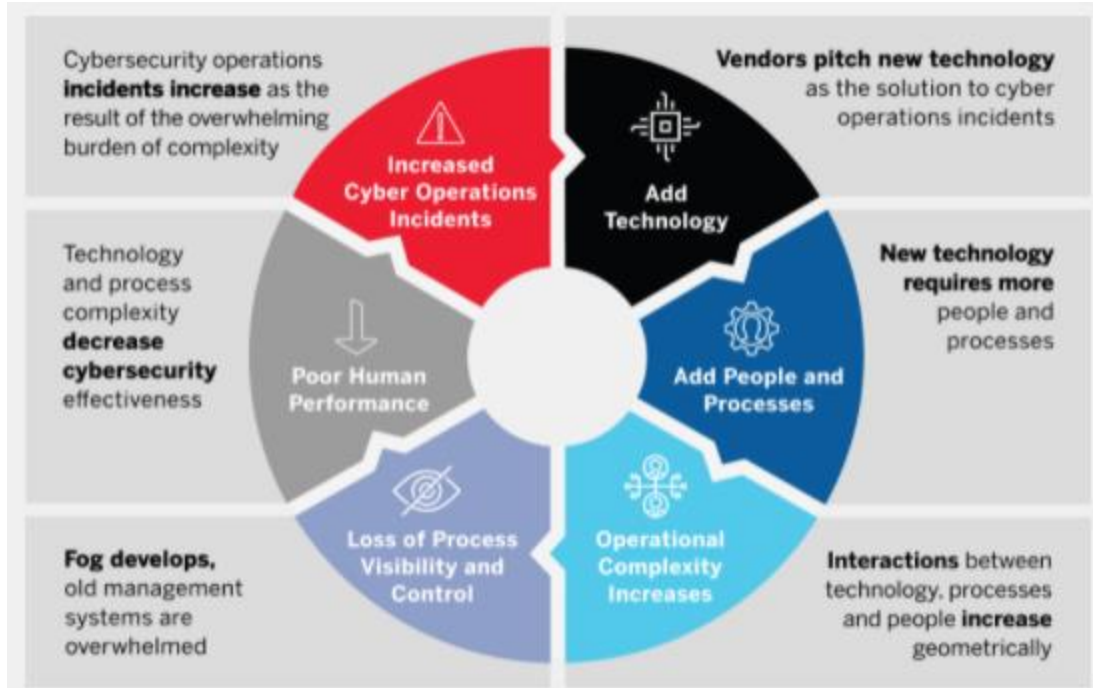 Cybersecurity operations
incidents increase as the
result of the overwhelming
burden of complexity
Increased
Cyber Operations
Incidents
Add
Technology
Vendors pitch new technology
as the solution to cyber
operations incidents
Technology
and process
complexity
decrease
cybersecurity
effectiveness
Poor Human
Performance
Add People and
Processes
New technology
requires more
people and
processes
Fog develops,
old management
systems are
overwhelmed
Loss of Process
Visibility and
Control
Operational
Complexity
Increases
Interactions between
technology, processes
and people increase
geometrically